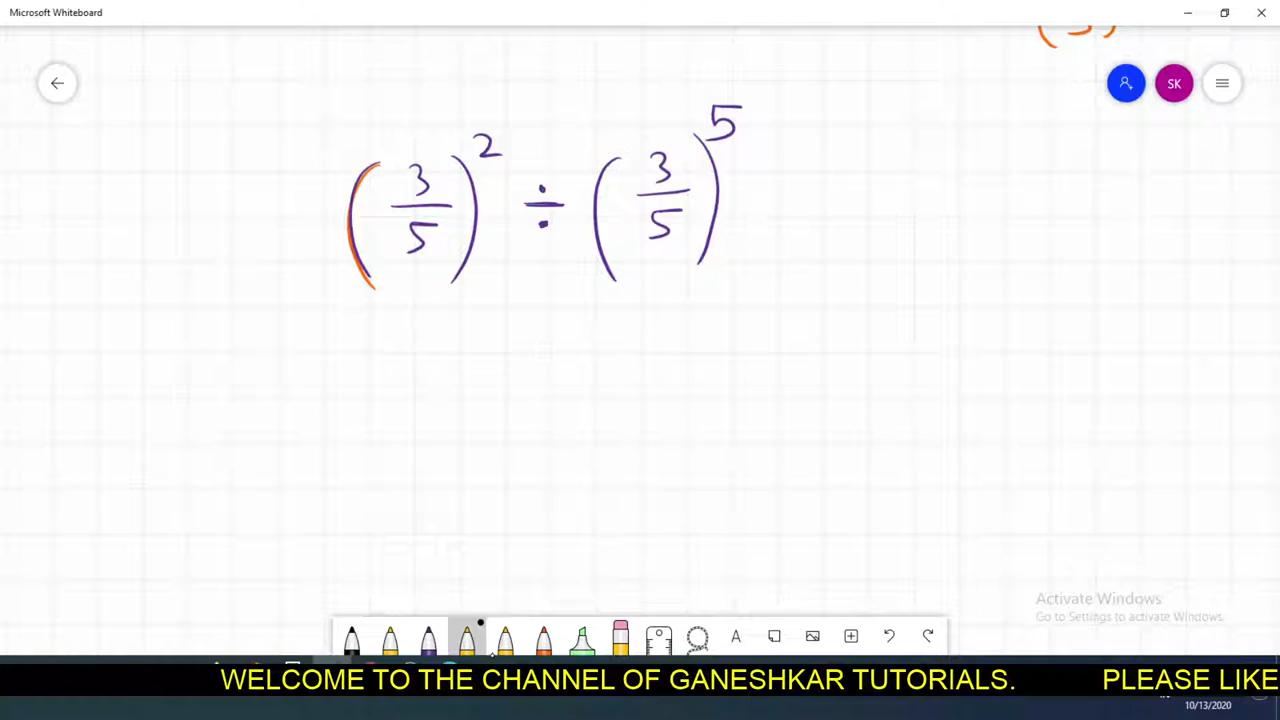 Microsoft Whiteboard
SK
(3/5)^2 ÷ (3/5)^5
Activate Windows
Go to Settings to activate Windows.
A
WELCOME TO THE CHANNEL OF GANESHKAR TUTORIALS. PLEASE LIKE
10/13/2020